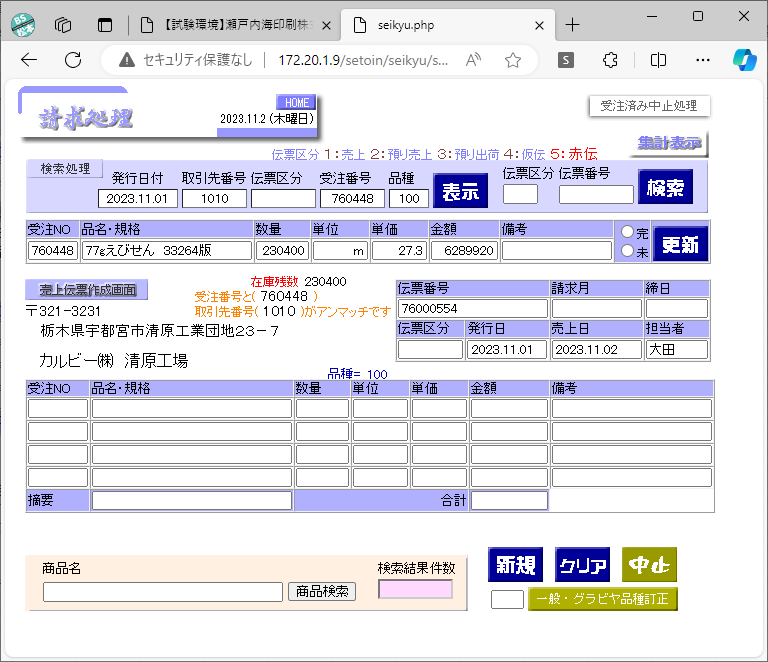 【試験環境】瀬戸内海印刷株
seikyu.php
セキュリティ保護なし
172.20.1.9/setoin/seikyu/s...
請求処理
HOME
2023.11.2 (木曜日)
受注済み中止処理
集計表示
伝票区分 1：売上 2：預り売上 3：預り出荷 4：仮伝 5：赤伝
検索処理
発行日付 取引先番号 伝票区分 受注番号 品種
2023.11.01 1010 760448 100
表示
伝票区分 伝票番号
検索
受注NO 品名･規格 数量 単位 単価 金額 備考
760448 77gえびせん 33264版 230400 m 27.3 6289920
完
未
更新
売上伝票作成画面
在庫残数 230400
受注番号と( 760448 )
取引先番号( 1010 )がアンマッチです
〒321-3231
栃木県宇都宮市清原工業団地23－7
カルビー㈱ 清原工場
伝票番号 請求月 締日
76000554
伝票区分 発行日 売上日 担当者
2023.11.01 2023.11.02 大田
品種= 100
受注NO 品名･規格 数量 単位 単価 金額 備考
摘要 合計
商品名 検索結果件数
商品検索
新規 クリア 中止
一般・グラビヤ品種訂正